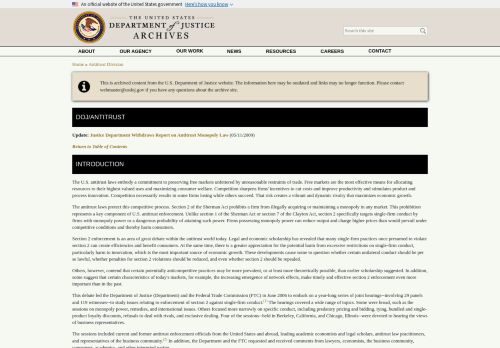 An official website of the United States government Here's how you know
THE UNITED STATES
DEPARTMENT of JUSTICE
ARCHIVES
Search this site
ABOUT OUR AGENCY OUR WORK NEWS RESOURCES CAREERS CONTACT
Home » Antitrust Division
This is archived content from the U.S. Department of Justice website. The information here may be outdated and links may no longer function. Please contact
webmaster@usdoj.gov if you have any questions about the archive site.
DOJ/ANTITRUST
Update: Justice Department Withdraws Report on Antitrust Monopoly Law (05/11/2009)
Return to Table of Contents
INTRODUCTION
The U.S. antitrust laws embody a commitment to preserving free markets unfettered by unreasonable restraints of trade. Free markets are the most effective means for allocating
resources to their highest valued uses and maximizing consumer welfare. Competition sharpens firms' incentives to cut costs and improve productivity and stimulates product and
process innovation. Competition necessarily results in some firms losing while others succeed. That risk creates a vibrant and dynamic rivalry that maximizes economic growth.
The antitrust laws protect this competitive process. Section 2 of the Sherman Act prohibits a firm from illegally acquiring or maintaining a monopoly in any market. This prohibition
represents a key component of U.S. antitrust enforcement. Unlike section 1 of the Sherman Act or section 7 of the Clayton Act, section 2 specifically targets single-firm conduct by
firms with monopoly power or a dangerous probability of attaining such power. Firms possessing monopoly power can reduce output and charge higher prices than would prevail under
competitive conditions and thereby harm consumers.
Section 2 enforcement is an area of great debate within the antitrust world today. Legal and economic scholarship has revealed that many single-firm practices once presumed to violate
section 2 can create efficiencies and benefit consumers. At the same time, there is a greater appreciation for the potential harm from excessive restrictions on single-firm conduct,
particularly harm to innovation, which is the most important source of economic growth. These developments cause some to question whether certain unilateral conduct should be per
se lawful, whether penalties for section 2 violations should be reduced, and even whether section 2 should be repealed.
Others, however, contend that certain potentially anticompetitive practices may be more prevalent, or at least more theoretically possible, than earlier scholarship suggested. In addition,
some suggest that certain characteristics of today's markets, for example, the increasing emergence of network effects, make timely and effective section 2 enforcement even more
important than in the past.
This debate led the Department of Justice (Department) and the Federal Trade Commission (FTC) in June 2006 to embark on a year-long series of joint hearings--involving 29 panels
and 119 witnesses--to study issues relating to enforcement of section 2 against single-firm conduct. The hearings covered a wide range of topics. Some were broad, such as the
sessions on monopoly power, remedies, and international issues. Others focused more narrowly on specific conduct, including predatory pricing and bidding, tying, bundled and single-
product loyalty discounts, refusals to deal with rivals, and exclusive dealing. Four of the sessions--held in Berkeley, California, and Chicago, Illinois--were devoted to hearing the views
of business representatives.
The sessions included current and former antitrust enforcement officials from the United States and abroad, leading academic economists and legal scholars, antitrust law practitioners,
and representatives of the business community. In addition, the Department and the FTC requested and received comments from lawyers, economists, the business community,